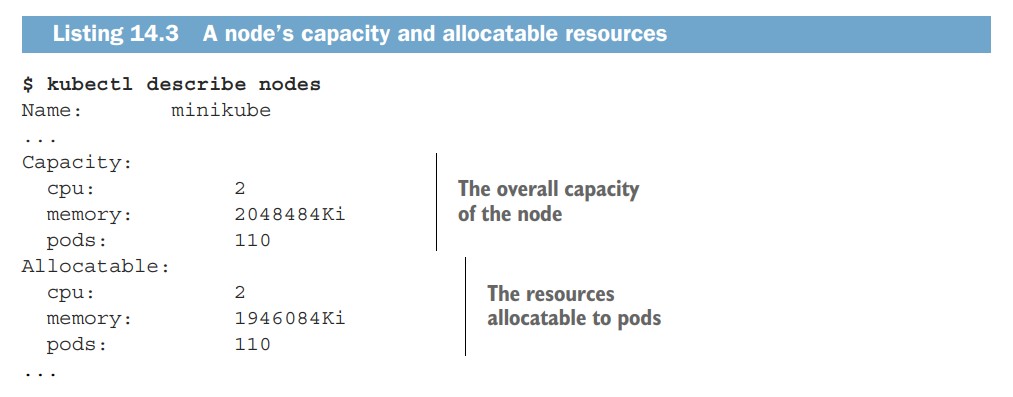 Listing 14.3 A node's capacity and allocatable resources
$ kubectl describe nodes
Name: minikube
...
Capacity:
cpu: 2
memory: 2048484Ki
pods: 110
The overall capacity
of the node
Allocatable:
cpu: 2
memory: 1946084Ki
pods: 110
The resources
allocatable to pods
...